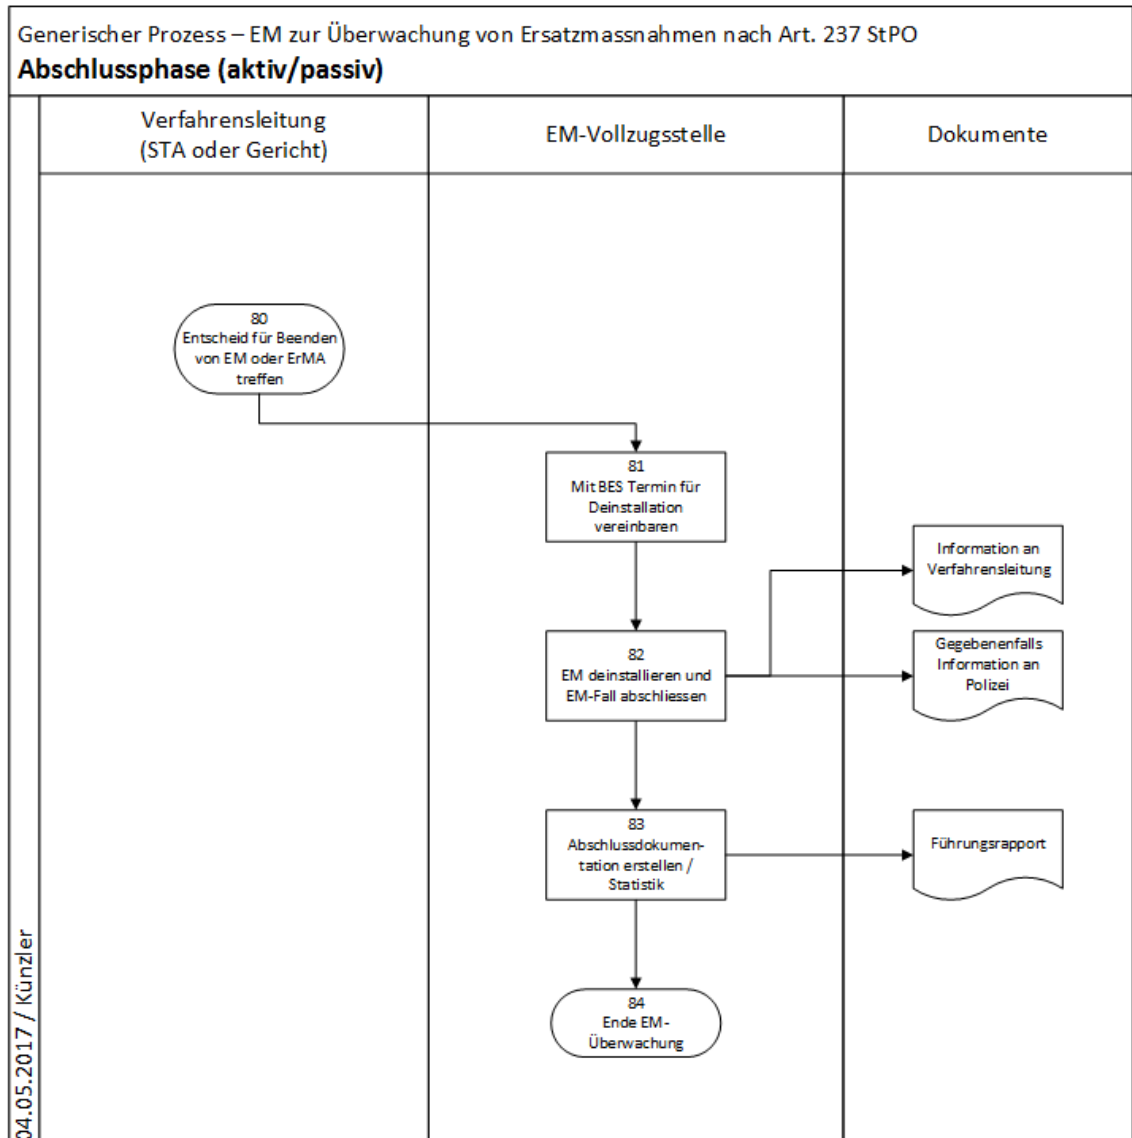 Generischer Prozess – EM zur Überwachung von Ersatzmassnahmen nach Art. 237 StPO
Abschlussphase (aktiv/passiv)
Verfahrensleitung
(STA oder Gericht)
EM-Vollzugsstelle
Dokumente
80
Entscheid für Beenden
von EM oder ErMA
treffen
81
Mit BES Termin für
Deinstallation
vereinbaren
Information an
Verfahrensleitung
82
EM deinstallieren und
EM-Fall abschliessen
Gegebenenfalls
Information an
Polizei
83
Abschlussdokumen-
tation erstellen /
Statistik
Führungsrapport
84
Ende EM-
Überwachung
04.05.2017 / Künzler